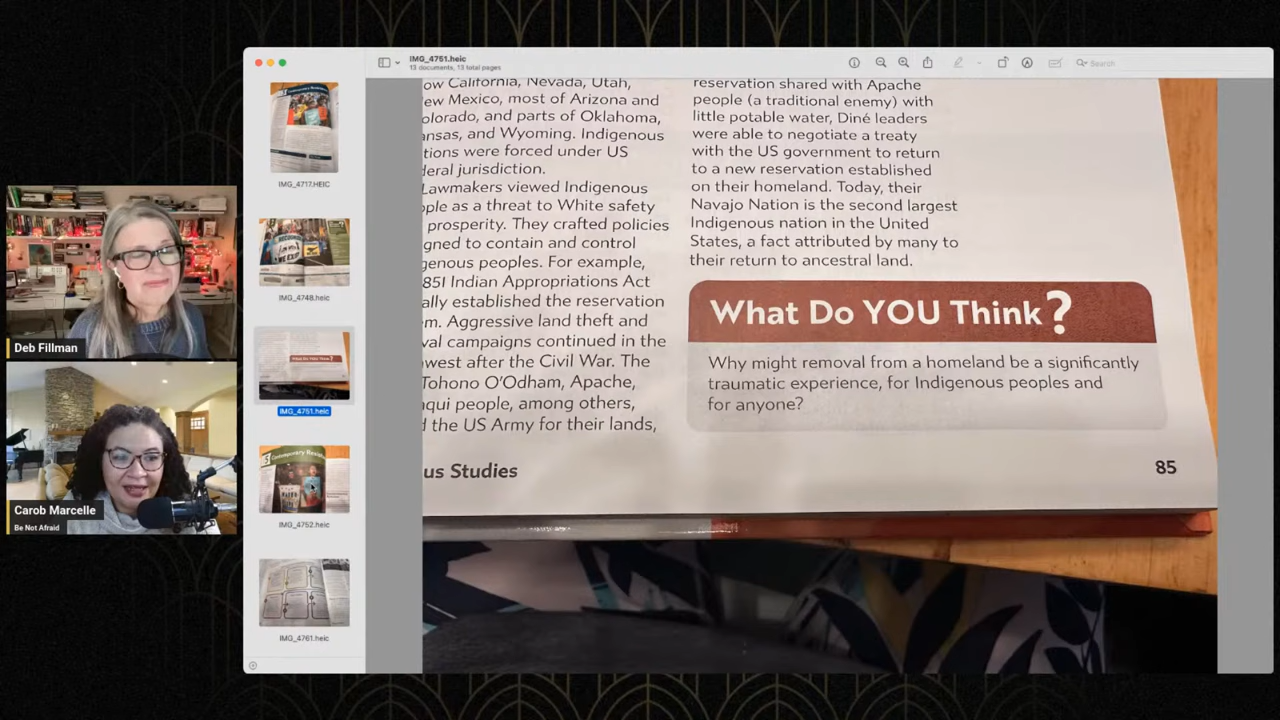 IMG_4751.heic
13 documents, 13 total pages
Search
IMG_4717.HEIC
IMG_4748.heic
IMG_4751.heic
IMG_4752.heic
IMG_4761.heic
Deb Fillman
Carob Marcelle
Be Not Afraid
ow California, Nevada, Utah,
ew Mexico, most of Arizona and
olorado, and parts of Oklahoma,
ansas, and Wyoming. Indigenous
tions were forced under US
deral jurisdiction.
Lawmakers viewed Indigenous
ople as a threat to White safety
prosperity. They crafted policies
gned to contain and control
genous peoples. For example,
851 Indian Appropriations Act
ally established the reservation
em. Aggressive land theft and
val campaigns continued in the
west after the Civil War. The
Tohono O'Odham, Apache,
aqui people, among others,
d the US Army for their lands,
reservation shared with Apache
people (a traditional enemy) with
little potable water, Diné leaders
were able to negotiate a treaty
with the US government to return
to a new reservation established
on their homeland. Today, their
Navajo Nation is the second largest
Indigenous nation in the United
States, a fact attributed by many to
their return to ancestral land.
What Do YOU Think?
Why might removal from a homeland be a significantly
traumatic experience, for Indigenous peoples and
for anyone?
us Studies
85